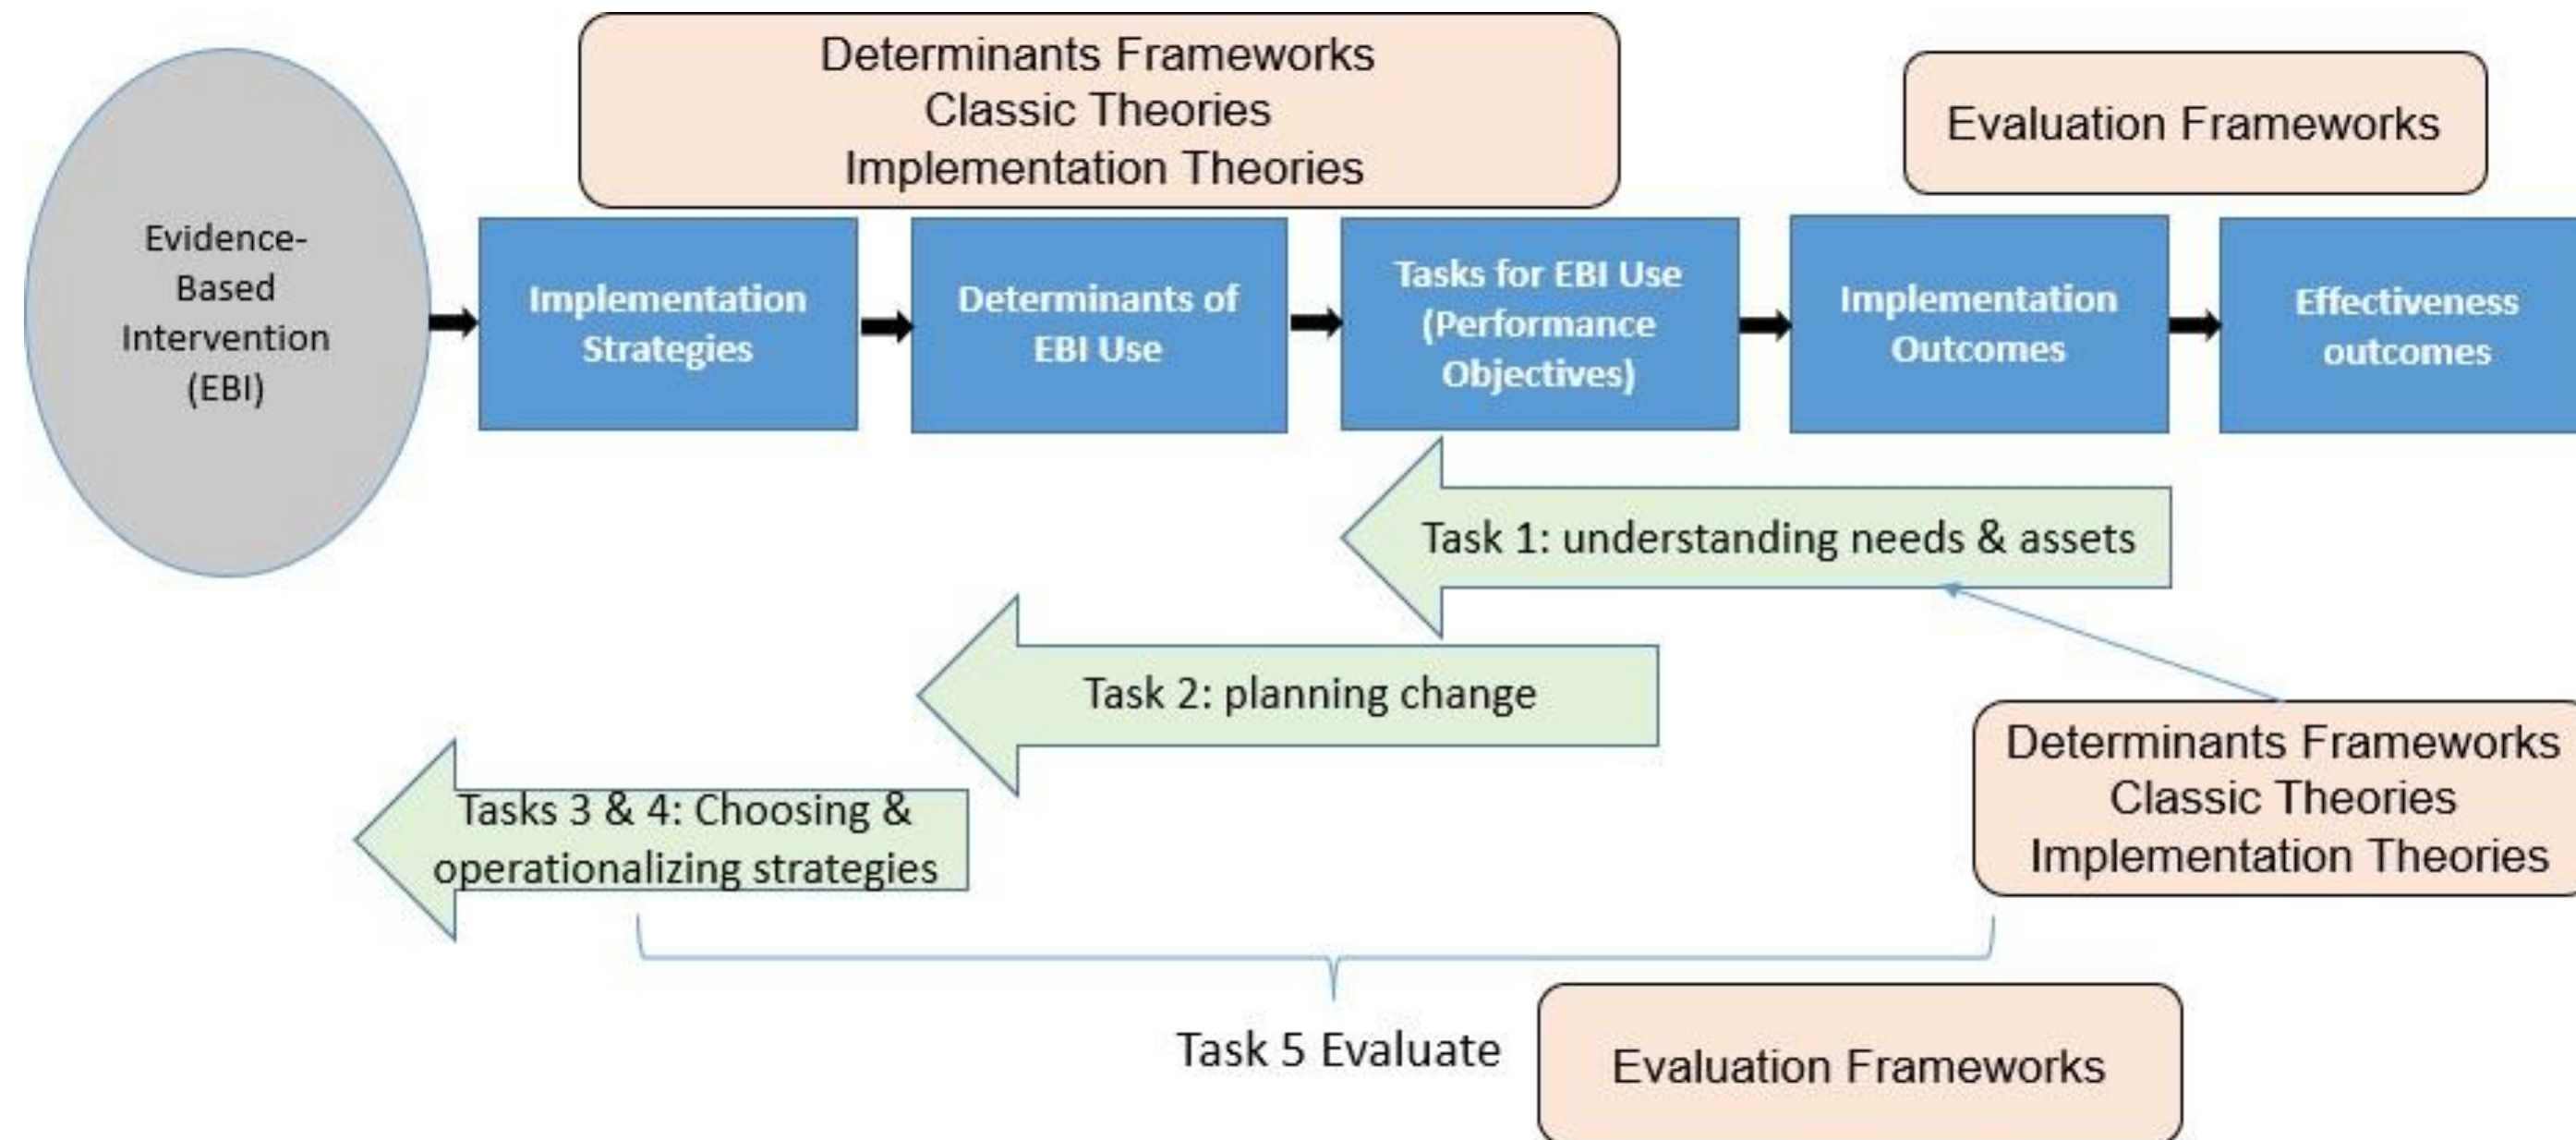 Determinants Frameworks
Classic Theories
Implementation Theories
Evaluation Frameworks
Evidence-
Based
Intervention
(EBI)
Implementation
Strategies
Determinants of
EBI Use
Tasks for EBI Use
(Performance
Objectives)
Implementation
Outcomes
Effectiveness
outcomes
Task 1: understanding needs & assets
Task 2: planning change
Tasks 3 & 4: Choosing &
operationalizing strategies
Determinants Frameworks
Classic Theories
Implementation Theories
Task 5 Evaluate
Evaluation Frameworks